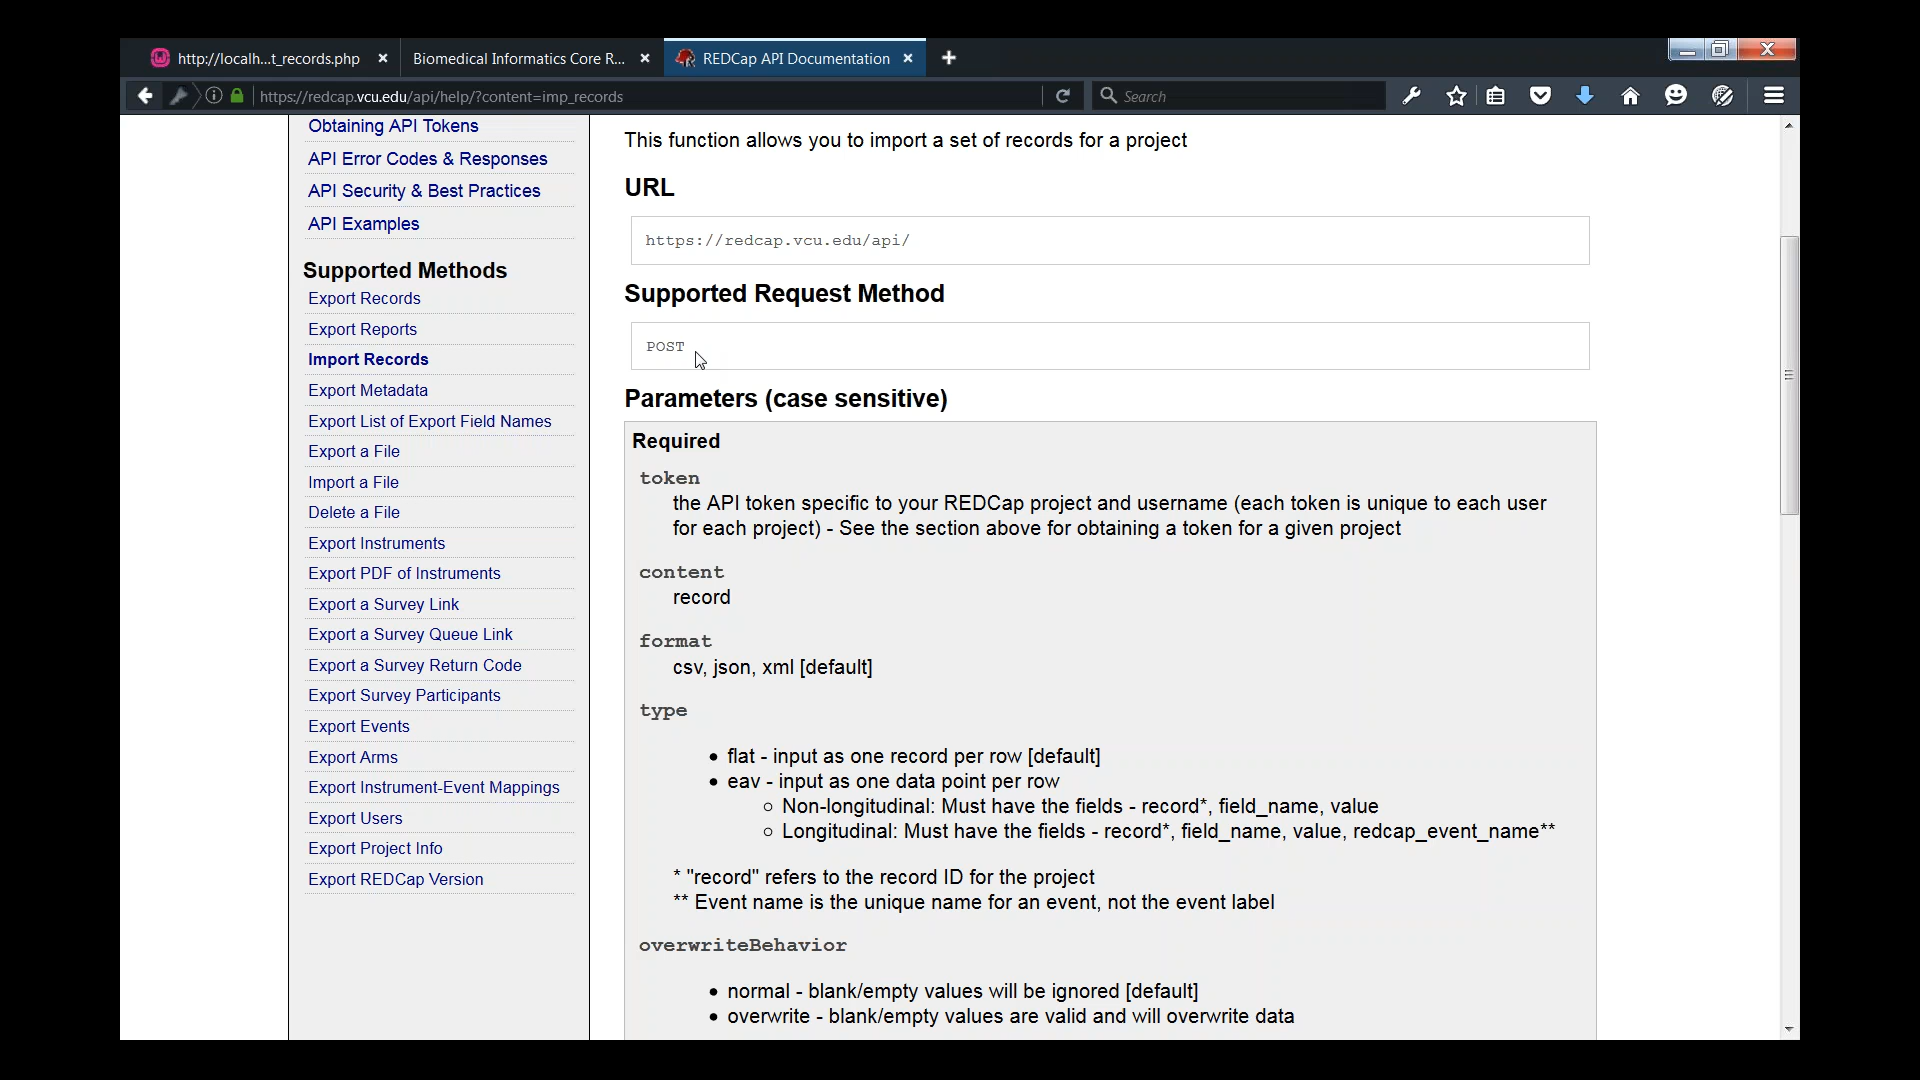 http://localh...t_records.php
Biomedical Informatics Core R...
REDCap API Documentation
https://redcap.vcu.edu/api/help/?content=imp_records
Search
Obtaining API Tokens
API Error Codes & Responses
API Security & Best Practices
API Examples
Supported Methods
Export Records
Export Reports
Import Records
Export Metadata
Export List of Export Field Names
Export a File
Import a File
Delete a File
Export Instruments
Export PDF of Instruments
Export a Survey Link
Export a Survey Queue Link
Export a Survey Return Code
Export Survey Participants
Export Events
Export Arms
Export Instrument-Event Mappings
Export Users
Export Project Info
Export REDCap Version
This function allows you to import a set of records for a project
URL
https://redcap.vcu.edu/api/
Supported Request Method
POST
Parameters (case sensitive)
Required
token
the API token specific to your REDCap project and username (each token is unique to each user
for each project) - See the section above for obtaining a token for a given project
content
record
format
csv, json, xml [default]
type
• flat - input as one record per row [default]
• eav - input as one data point per row
○ Non-longitudinal: Must have the fields - record*, field_name, value
○ Longitudinal: Must have the fields - record*, field_name, value, redcap_event_name**
* "record" refers to the record ID for the project
** Event name is the unique name for an event, not the event label
overwriteBehavior
• normal - blank/empty values will be ignored [default]
• overwrite - blank/empty values are valid and will overwrite data